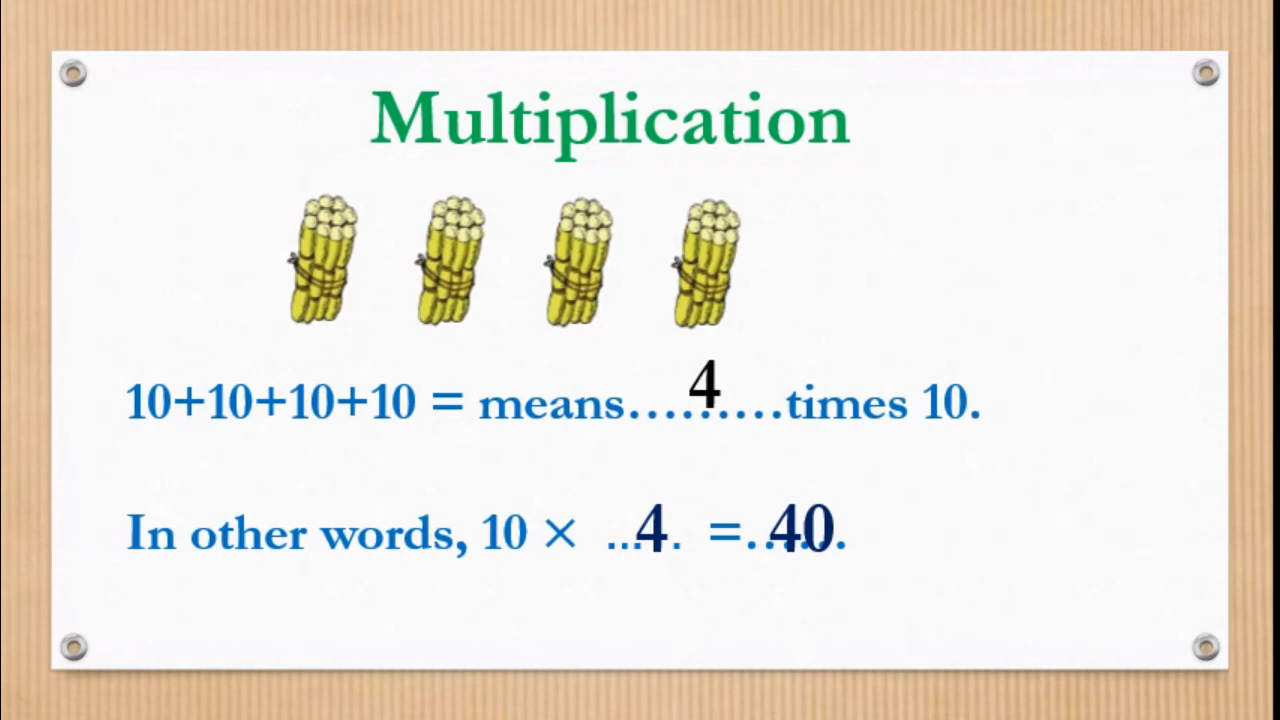 Multiplication
10+10+10+10 = means....4.....times 10.
In other words, 10 × ...4. =.40.